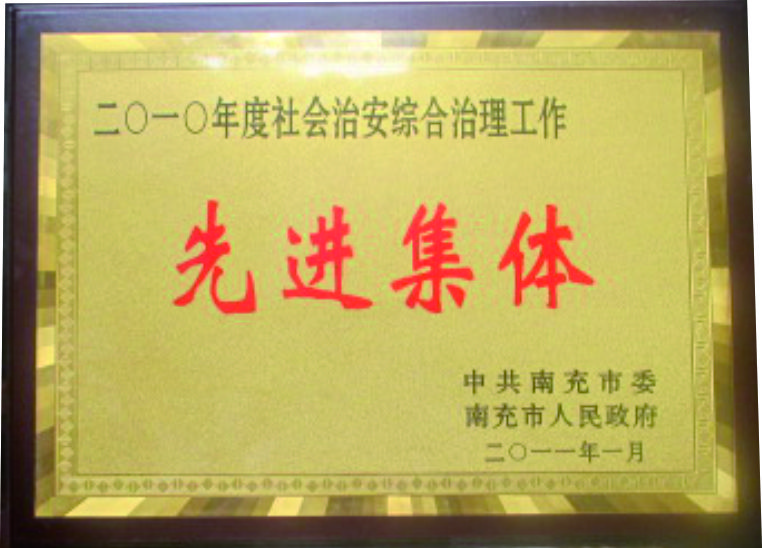 二〇一〇年度社会治安综合治理工作
先进集体
中共南充市委
南充市人民政府
二〇一一年一月